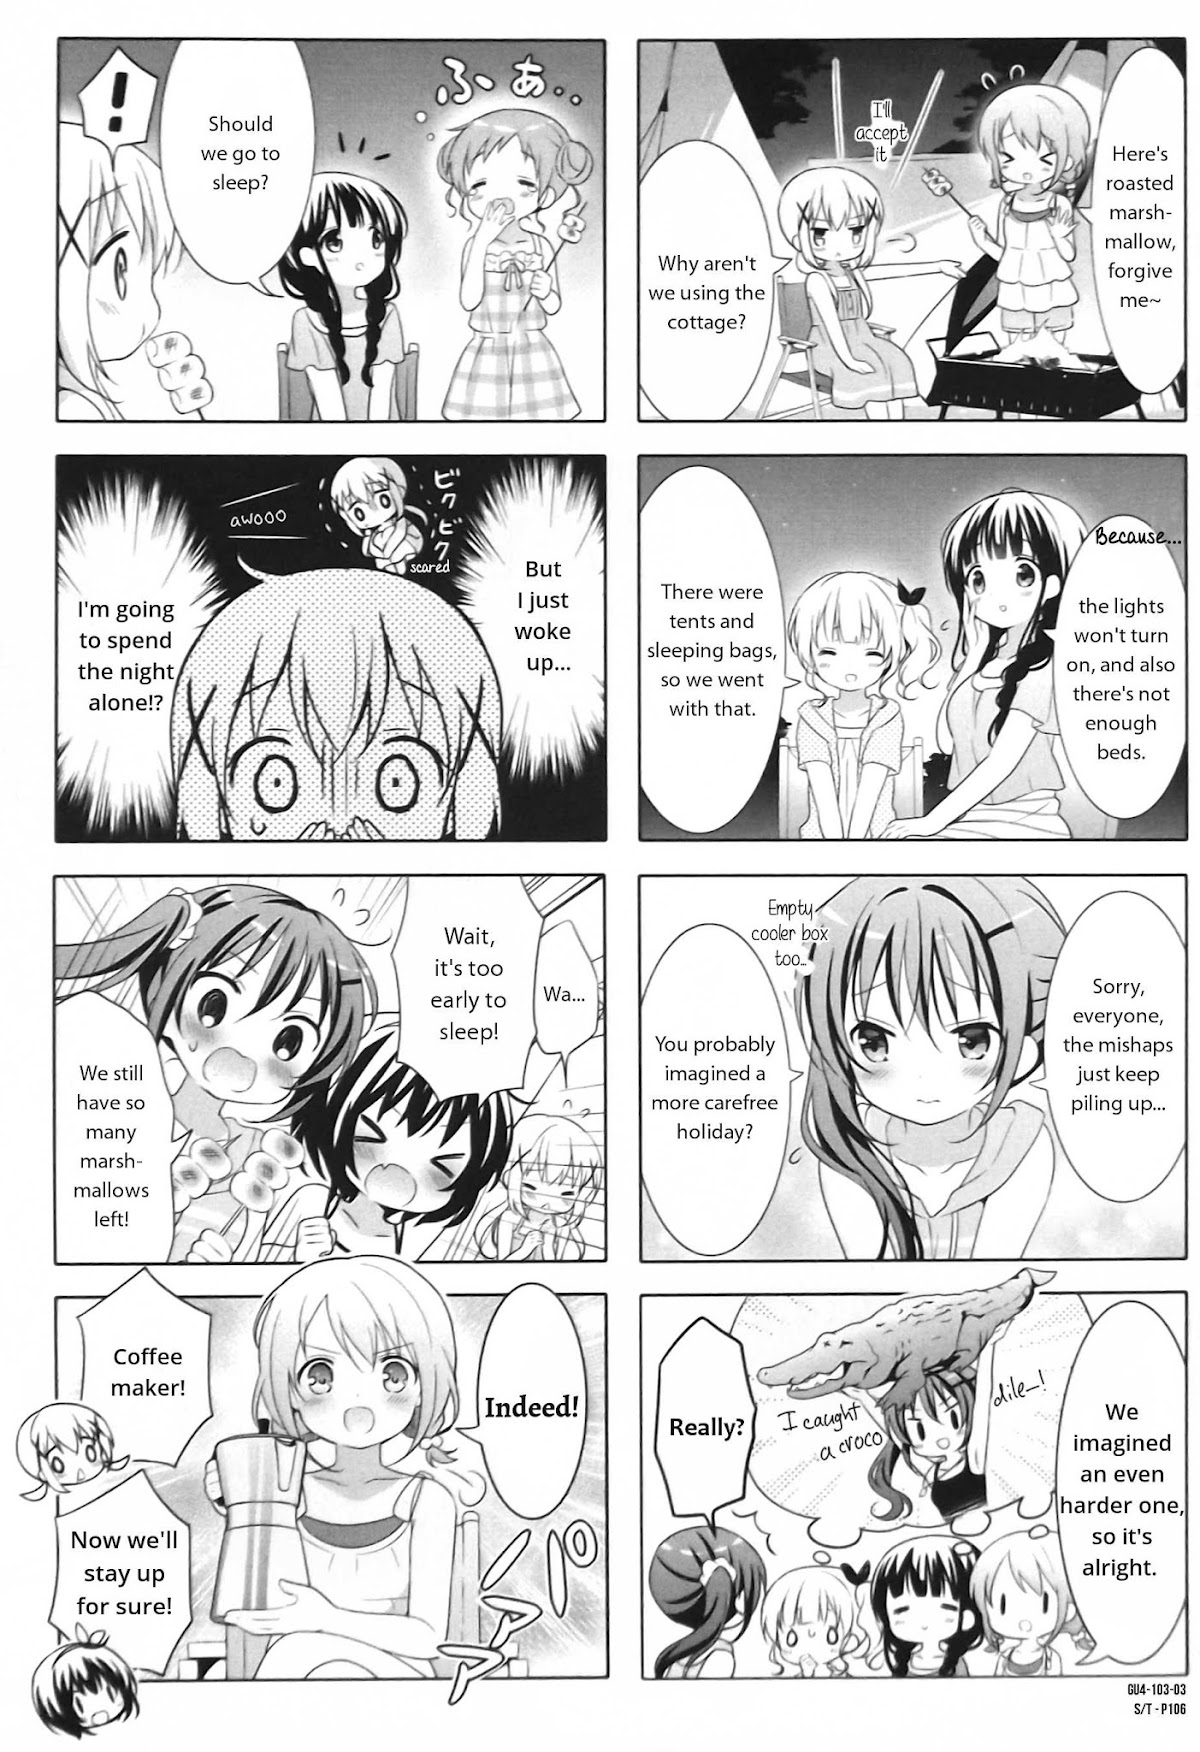 Here's
roasted
marsh-
mallow,
forgive
me~
I'll
accept
it
Why aren't
we using the
cottage?
Because...
the lights
won't turn
on, and also
there's not
enough
beds.
There were
tents and
sleeping bags,
so we went
with that.
Sorry,
everyone,
the mishaps
just keep
piling up...
Empty
cooler box
too...
You probably
imagined a
more carefree
holiday?
We
imagined
an even
harder one,
so it's
alright.
I caught
a croco
dile—!
Really?
GU4-103-03
S/T - P106
ふぁ..
Should
we go to
sleep?
!
But
I just
woke
up...
ビクビク
scared
awooo
I'm going
to spend
the night
alone!?
Wa...
Wait,
it's too
early to
sleep!
We still
have so
many
marsh-
mallows
left!
Indeed!
パアア
Coffee
maker!
Now we'll
stay up
for sure!